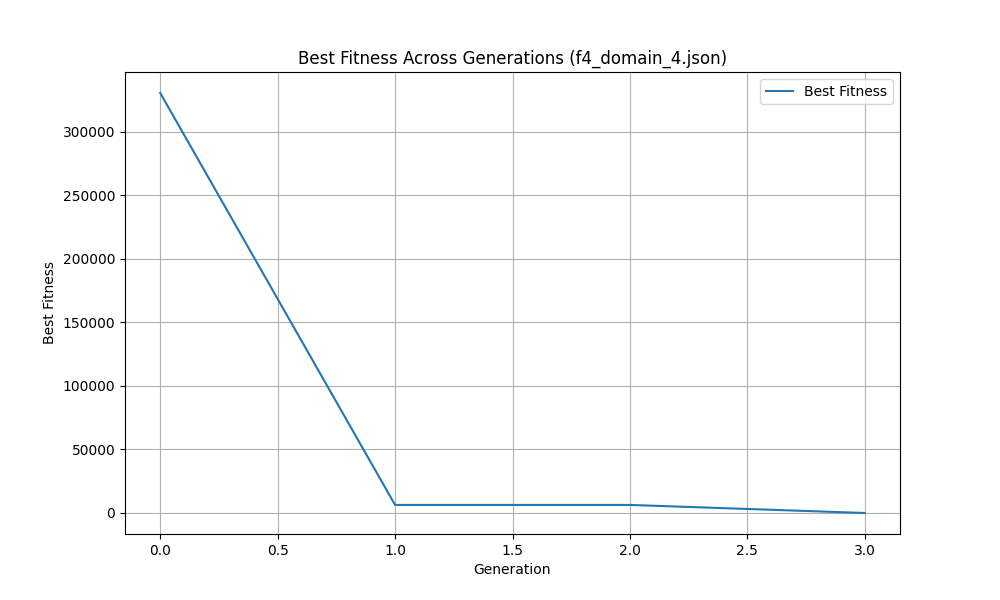 Best Fitness Across Generations (f4_domain_4.json)
Best Fitness
300000
250000
200000
150000
100000
50000
0
Best Fitness
0.0 0.5 1.0 1.5 2.0 2.5 3.0
Generation